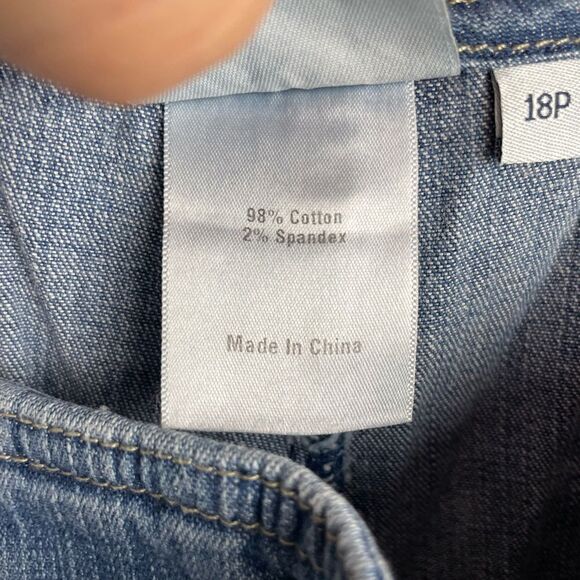 18P
98% Cotton
2% Spandex
Made In China